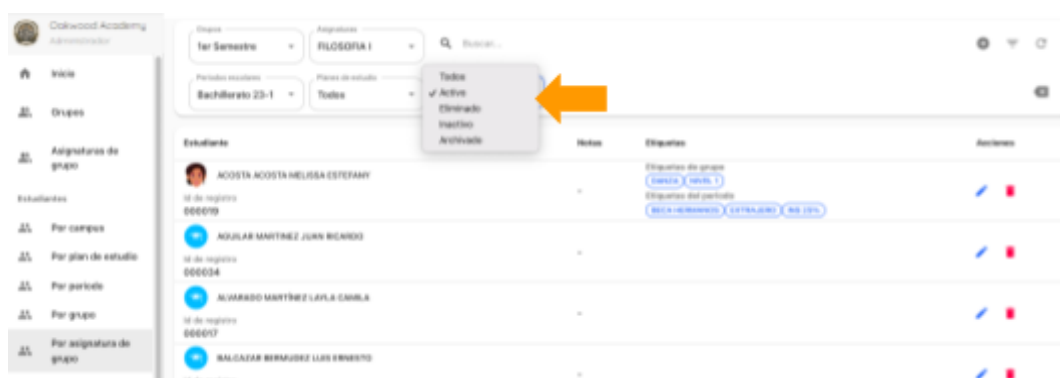 Oakwood Academy
Administrador
Inicio
Grupos
Asignaturas de
grupo
Estudiantes
Por campus
Por plan de estudio
Por periodo
Por grupo
Por asignatura de
grupo
Grupos
1er Semestre
Asignaturas
FILOSOFIA I
Buscar...
Periodos escolares
Bachillerato 23-1
Planes de estudio
Todos
Todos
✓ Activo
Eliminado
Inactivo
Archivado
Estudiante Notas Etiquetas Acciones
ACOSTA ACOSTA MELISSA ESTEFANY
Id de registro
000019
-
Etiquetas de grupo
DANZA NIVEL 1
Etiquetas del periodo
BECA HERMANOS EXTRANJERO INS 25%
AGUILAR MARTINEZ JUAN RICARDO
Id de registro
000034
-
ALVARADO MARTÍNEZ LAYLA CAMILA
Id de registro
000017
-
BALCAZAR BERMUDEZ LUIS ERNESTO
-